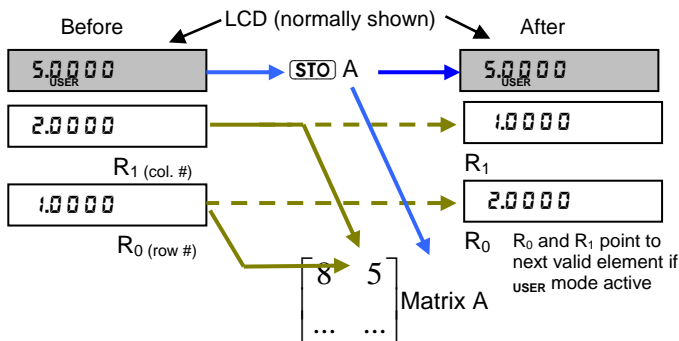 Before
LCD (normally shown)
After
5.0000
USER
STO A
5.0000
USER
2.0000
1.0000
R1 (col. #)
R1
1.0000
2.0000
R0 (row #)
R0 R0 and R1 point to
next valid element if
USER mode active
8 5
Matrix A
... ...